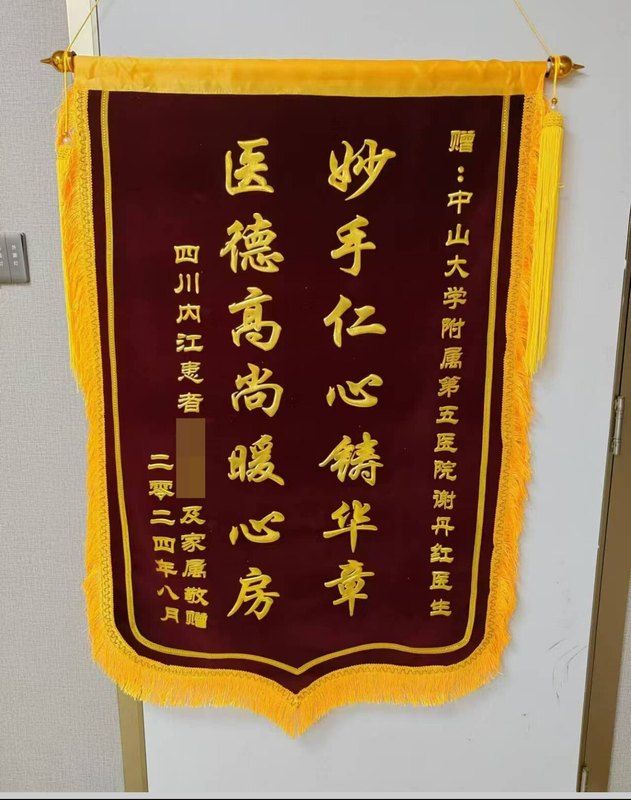 赠：中山大学附属第五医院谢丹红医生
妙手仁心铸华章
医德高尚暖心房
四川内江患者 及家属敬赠
二零二四年八月